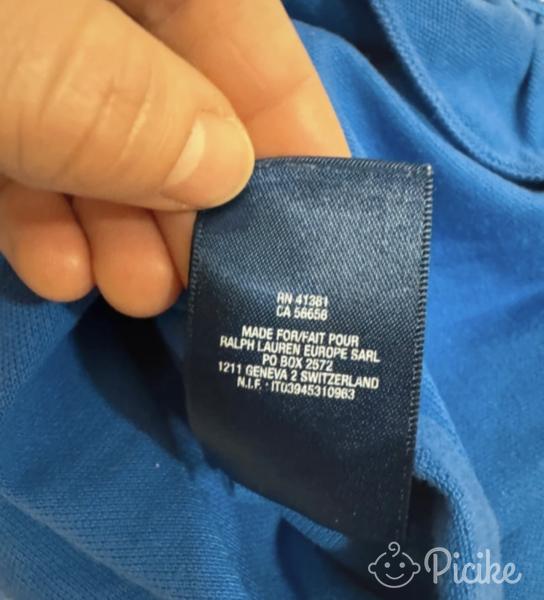 RN 41381
CA 56656
MADE FOR/FAIT POUR
RALPH LAUREN EUROPE SARL
PO BOX 2572
1211 GENEVA 2 SWITZERLAND
N.I.F. · IT03945310963
Picike